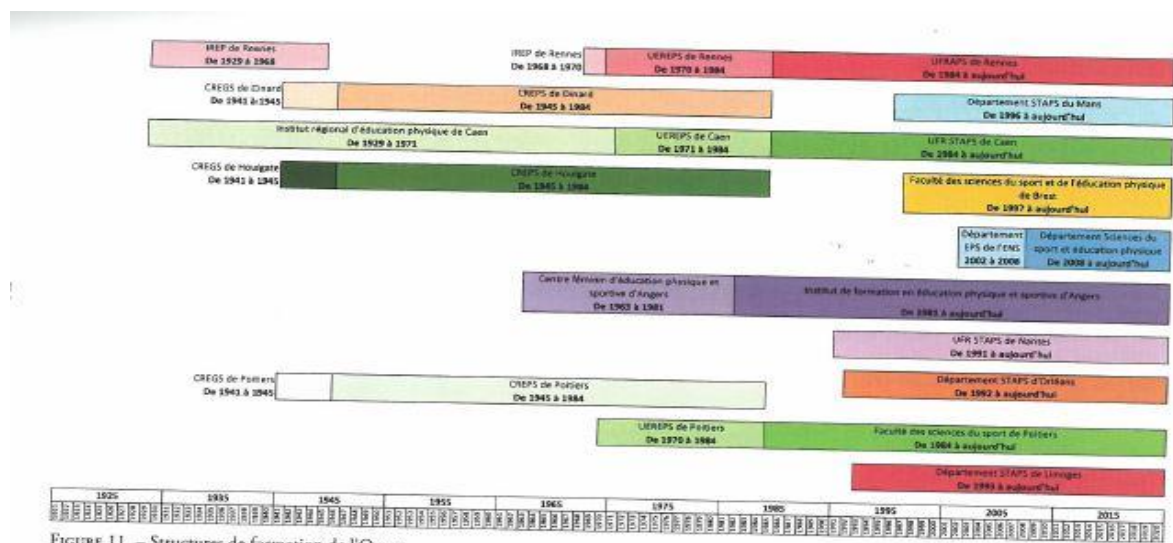 IREP de Rennes
De 1929 à 1968
IREP de Rennes
De 1968 à 1970
UEREPS de Rennes
De 1970 à 1984
UFRAPS de Rennes
De 1984 à aujourd'hui
CREGS de Dinard
De 1941 à 1945
CREPS de Dinard
De 1945 à 1984
Département STAPS du Mans
De 1996 à aujourd'hui
Institut régional d'éducation physique de Caen
De 1929 à 1971
UEREPS de Caen
De 1971 à 1984
UFR STAPS de Caen
De 1984 à aujourd'hui
CREGS de Houlgate
De 1941 à 1945
CREPS de Houlgate
De 1945 à 1984
Faculté des sciences du sport et de l'éducation physique
de Brest
De 1997 à aujourd'hui
Département
EPS de l'ENS
2002 à 2008
Département Sciences du
sport et éducation physique
De 2008 à aujourd'hui
Centre féminin d'éducation physique et
sportive d'Angers
De 1963 à 1981
Institut de formation en éducation physique et sportive d'Angers
De 1981 à aujourd'hui
UFR STAPS de Nantes
De 1991 à aujourd'hui
CREGS de Poitiers
De 1941 à 1945
CREPS de Poitiers
De 1945 à 1984
Département STAPS d'Orléans
De 1992 à aujourd'hui
UEREPS de Poitiers
De 1970 à 1984
Faculté des sciences du sport de Poitiers
De 1984 à aujourd'hui
Département STAPS de Limoges
De 1993 à aujourd'hui
1925 1935 1945 1955 1965 1975 1985 1995 2005 2015
FIGURE 11. – Structures de formation de